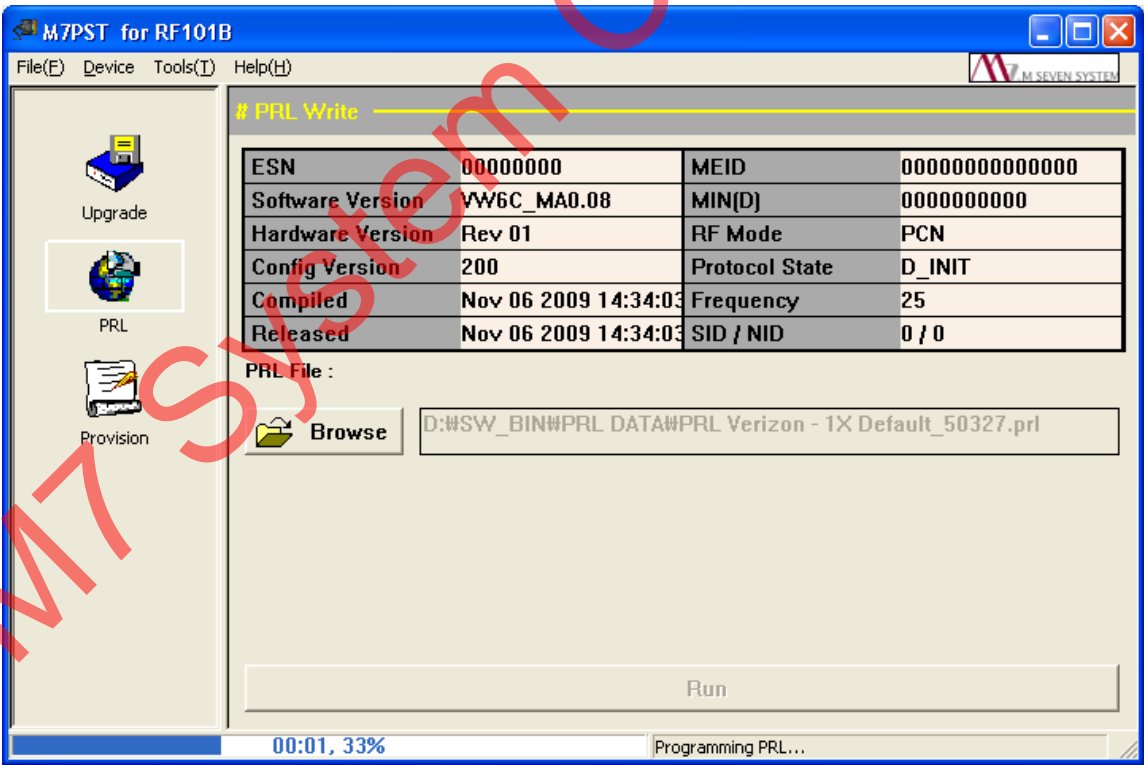 M7PST for RF101B
File(F) Device Tools(T) Help(H)
M SEVEN SYSTEM
Upgrade
PRL
Provision
# PRL Write
ESN 00000000 MEID 00000000000000
Software Version VW6C_MA0.08 MIN(D) 0000000000
Hardware Version Rev 01 RF Mode PCN
Config Version 200 Protocol State D_INIT
Compiled Nov 06 2009 14:34:03 Frequency 25
Released Nov 06 2009 14:34:03 SID / NID 0 / 0
PRL File :
Browse D:₩SW_BIN₩PRL DATA₩PRL Verizon - 1X Default_50327.prl
Run
00:01, 33% Programming PRL...
M7 System